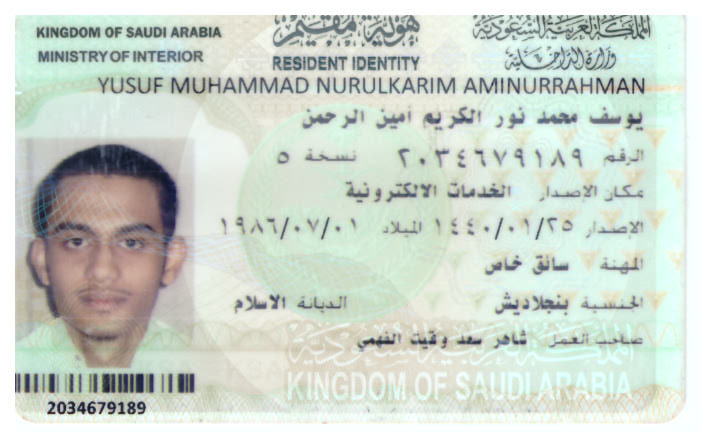 KINGDOM OF SAUDI ARABIA
MINISTRY OF INTERIOR
هوية مقيم
RESIDENT IDENTITY
المملكة العربية السعودية
وزارة الداخلية
YUSUF MUHAMMAD NURULKARIM AMINURRAHMAN
يوسف محمد نور الكريم أمين الرحمن
الرقم ٢٠٣٤٦٧٩١٨٩ نسخة ٥
مكان الاصدار الخدمات الالكترونية
الاصدار ١٤٤٠/٠١/٢٥ الميلاد ١٩٨٦/٠٧/٠١
المهنة سائق خاص
الجنسية بنجلاديش الديانة الاسلام
صاحب العمل شاهر سعد وقيت الفهمي
المملكة العربية السعودية
KINGDOM OF SAUDI ARABIA
2034679189